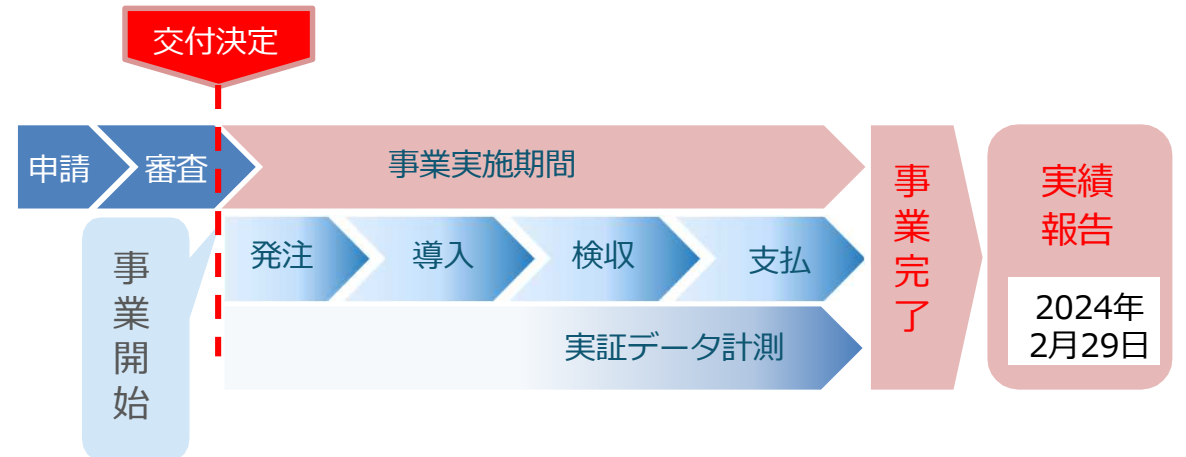 交付決定
申請
審査
事業実施期間
事業開始
発注
導入
検収
支払
実証データ計測
事業完了
実績
報告
2024年
2月29日